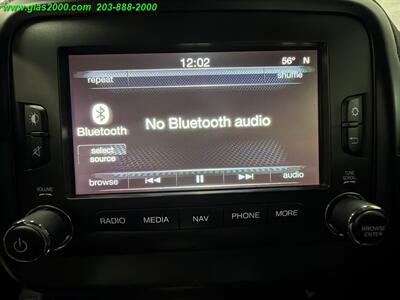 www.glas2000.com 203-888-2000
12:02 56° N
repeat shuffle
Bluetooth
No Bluetooth audio
select
source
browse audio
VOLUME
TUNE
SCROLL
RADIO MEDIA NAV PHONE MORE
BROWSE
ENTER